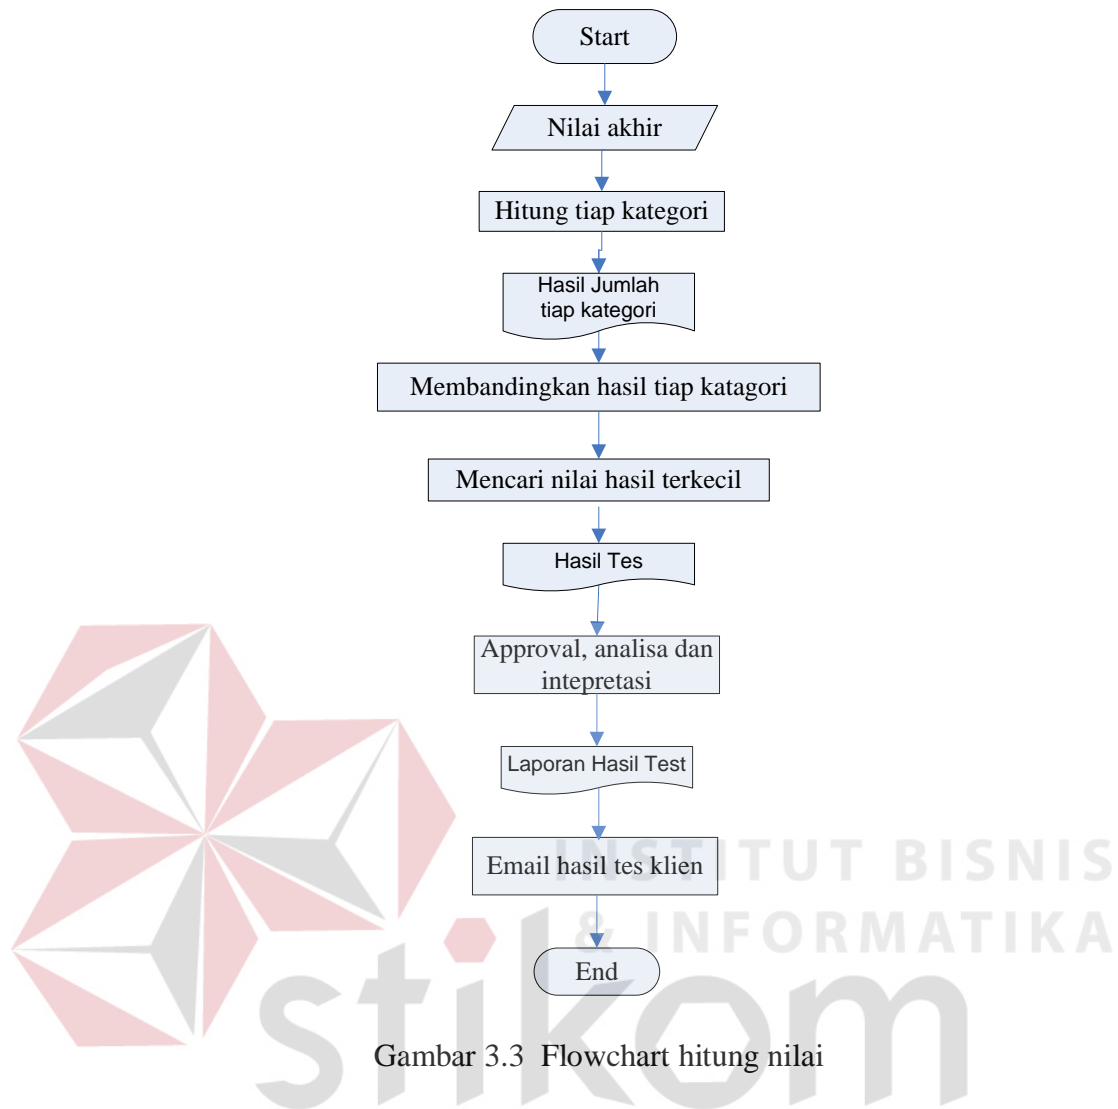 Start
Nilai akhir
Hitung tiap kategori
Hasil Jumlah
tiap kategori
Membandingkan hasil tiap katagori
Mencari nilai hasil terkecil
Hasil Tes
Approval, analisa dan
intepretasi
Laporan Hasil Test
Email hasil tes klien
INSTITUT BISNIS
& INFORMATIKA
End
stikom
Gambar 3.3 Flowchart hitung nilai